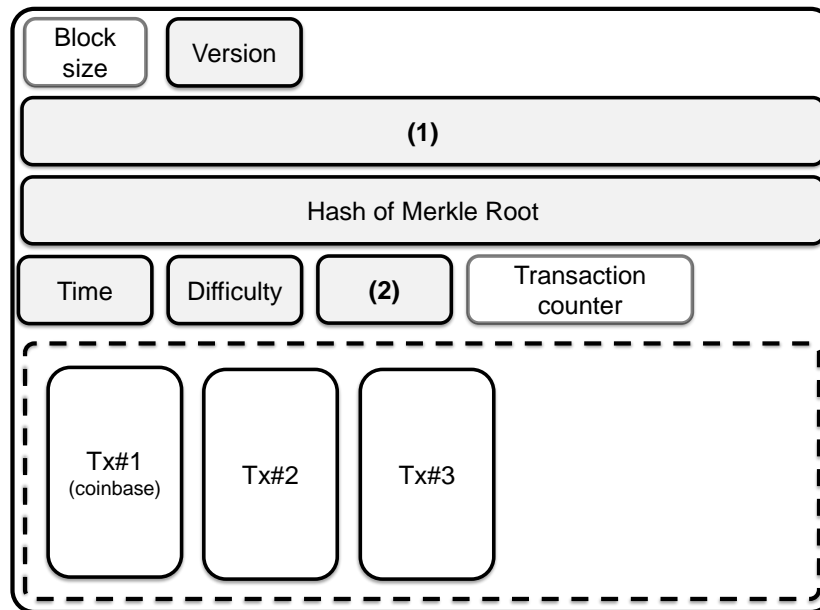 Block
size
Version
(1)
Hash of Merkle Root
Time
Difficulty
(2)
Transaction
counter
Tx#1
(coinbase)
Tx#2
Tx#3